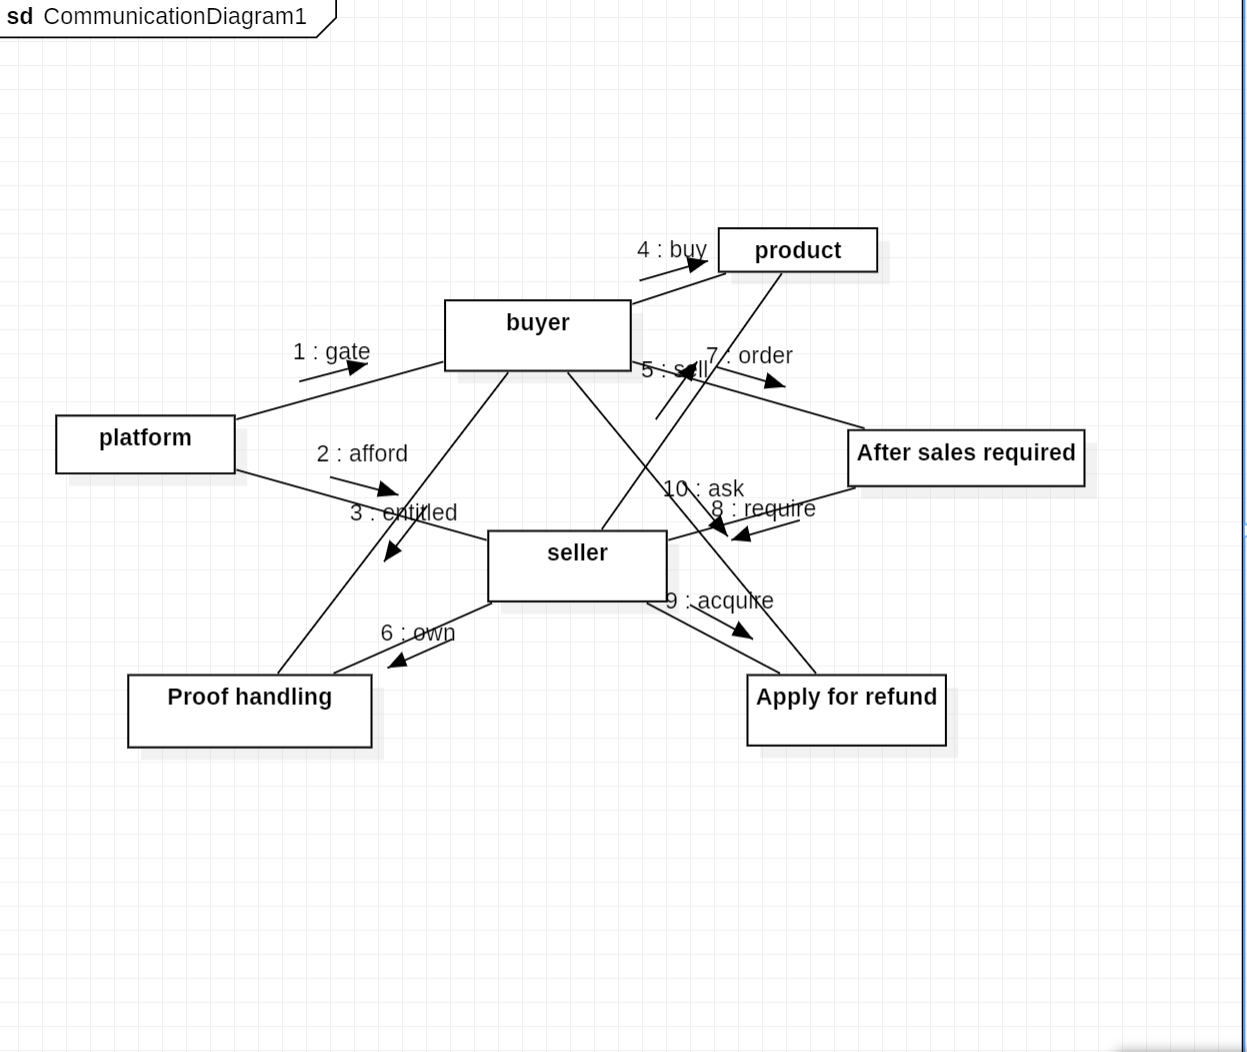 sd CommunicationDiagram1
4 : buy
product
buyer
1 : gate
5 : sell
7 : order
platform
2 : afford
After sales required
10 : ask
3 : entitled
8 : require
seller
9 : acquire
6 : own
Proof handling
Apply for refund